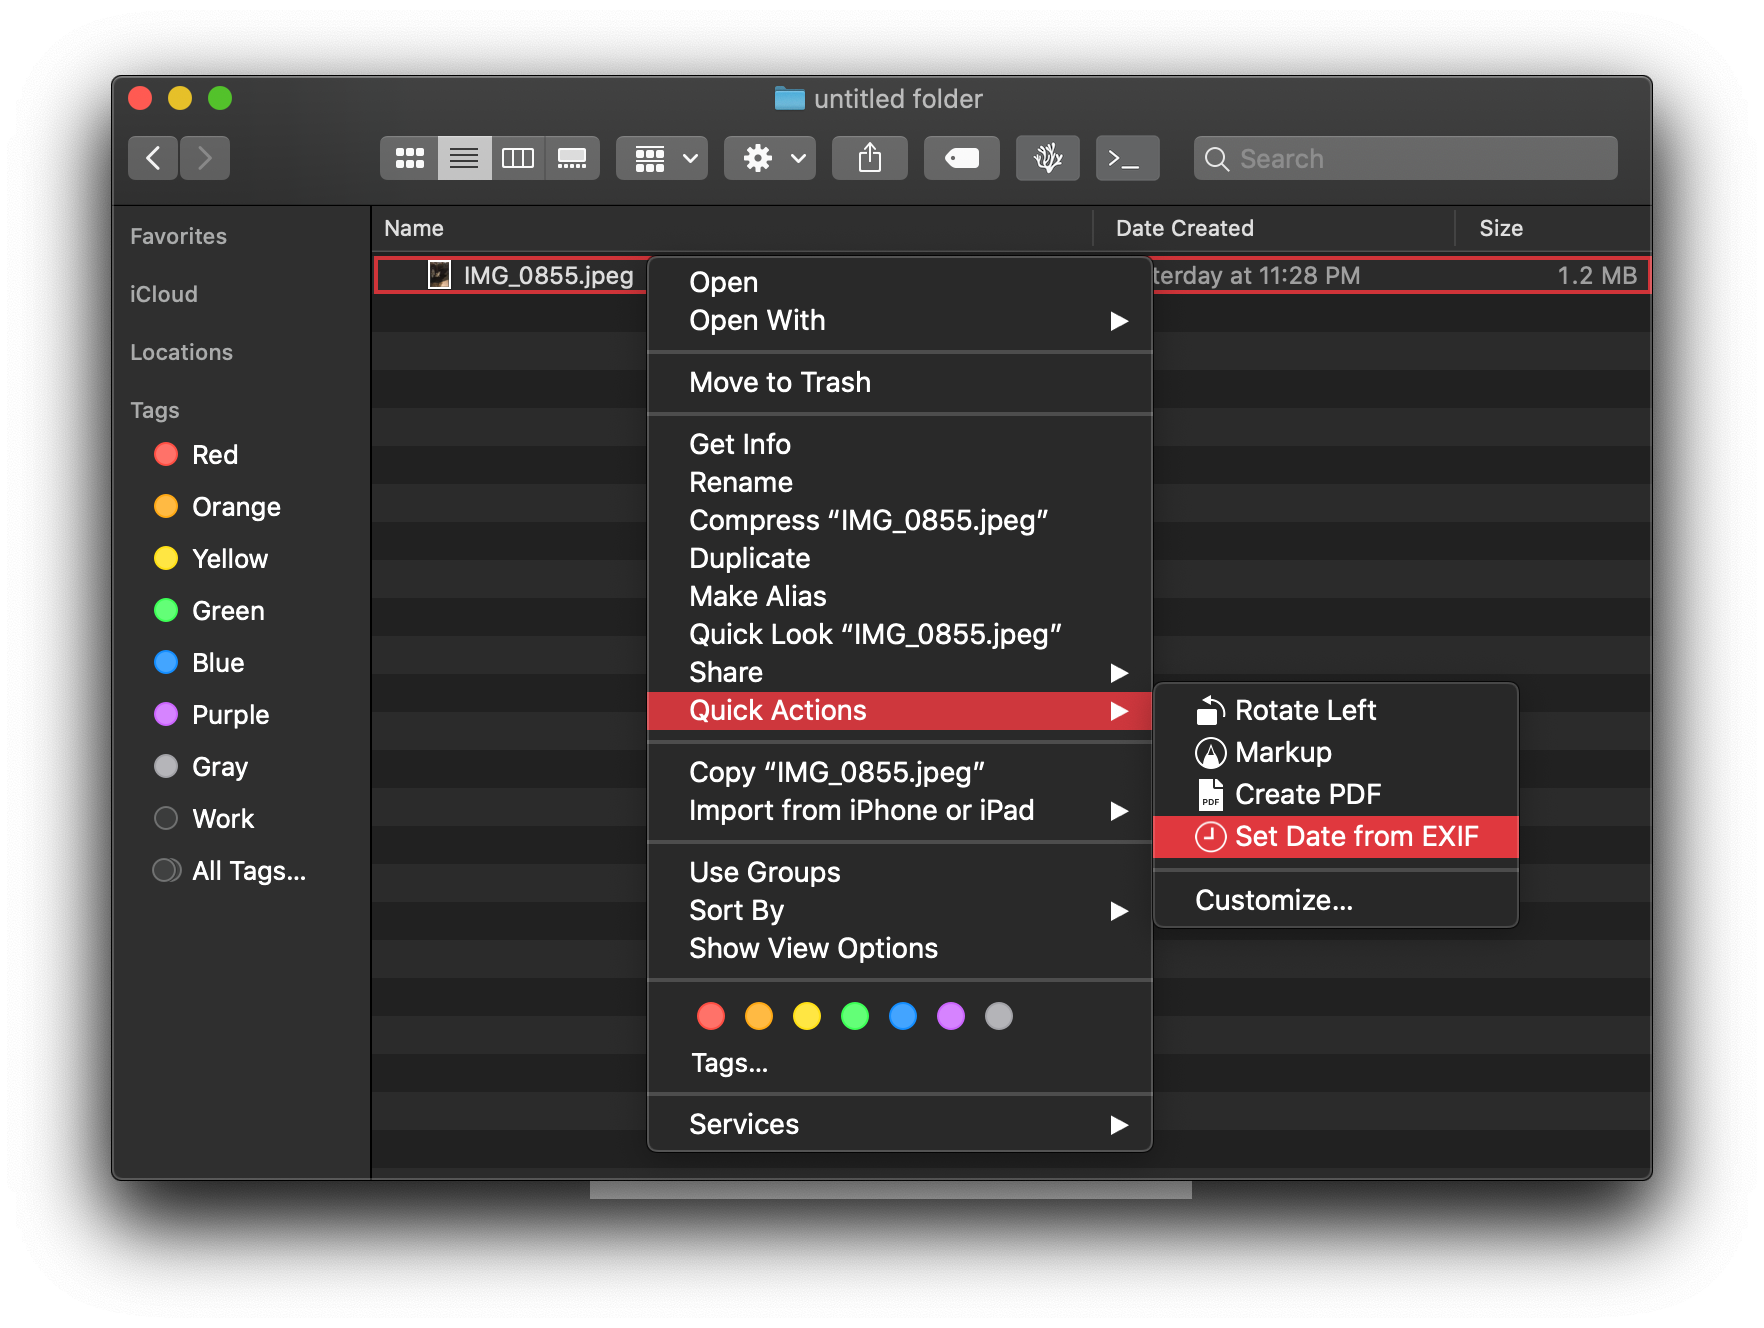 untitled folder
>_
Search
Favorites
iCloud
Locations
Tags
Red
Orange
Yellow
Green
Blue
Purple
Gray
Work
All Tags...
Name
Date Created
Size
IMG_0855.jpeg
at 11:28 PM
1.2 MB
Open
Open With
Move to Trash
Get Info
Rename
Compress “IMG_0855.jpeg”
Duplicate
Make Alias
Quick Look “IMG_0855.jpeg”
Share
Quick Actions
Copy “IMG_0855.jpeg”
Import from iPhone or iPad
Use Groups
Sort By
Show View Options
Tags...
Services
Rotate Left
Markup
PDF
Create PDF
Set Date from EXIF
Customize...